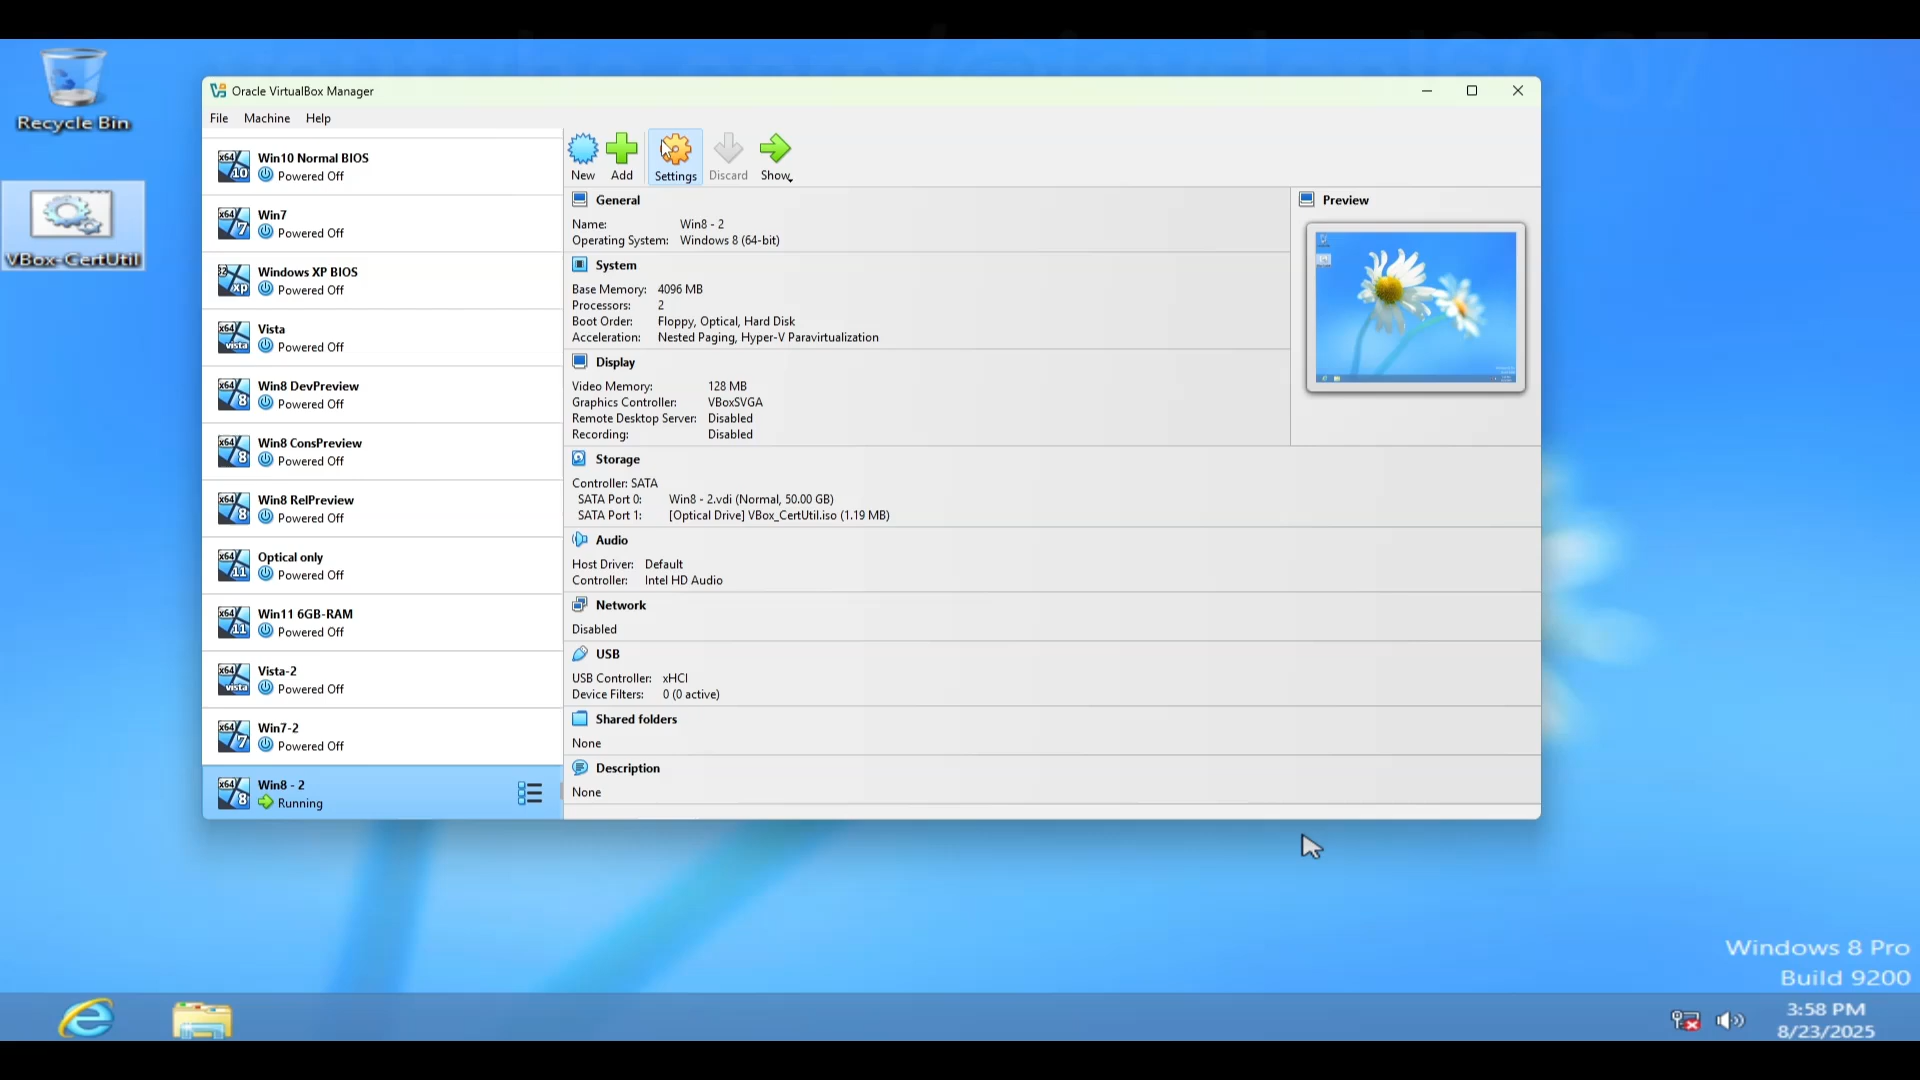 Recycle Bin
VBox-CertUtil
Oracle VirtualBox Manager
File Machine Help
Win10 Normal BIOS
Powered Off
Win7
Powered Off
Windows XP BIOS
Powered Off
Vista
Powered Off
Win8 DevPreview
Powered Off
Win8 ConsPreview
Powered Off
Win8 RelPreview
Powered Off
Optical only
Powered Off
Win11 6GB-RAM
Powered Off
Vista-2
Powered Off
Win7-2
Powered Off
Win8 - 2
Running
New Add Settings Discard Show
General
Name: Win8 - 2
Operating System: Windows 8 (64-bit)
System
Base Memory: 4096 MB
Processors: 2
Boot Order: Floppy, Optical, Hard Disk
Acceleration: Nested Paging, Hyper-V Paravirtualization
Display
Video Memory: 128 MB
Graphics Controller: VBoxSVGA
Remote Desktop Server: Disabled
Recording: Disabled
Storage
Controller: SATA
SATA Port 0: Win8 - 2.vdi (Normal, 50.00 GB)
SATA Port 1: [Optical Drive] VBox_CertUtil.iso (1.19 MB)
Audio
Host Driver: Default
Controller: Intel HD Audio
Network
Disabled
USB
USB Controller: xHCI
Device Filters: 0 (0 active)
Shared folders
None
Description
None
Preview
Windows 8 Pro
Build 9200
3:58 PM
8/23/2025